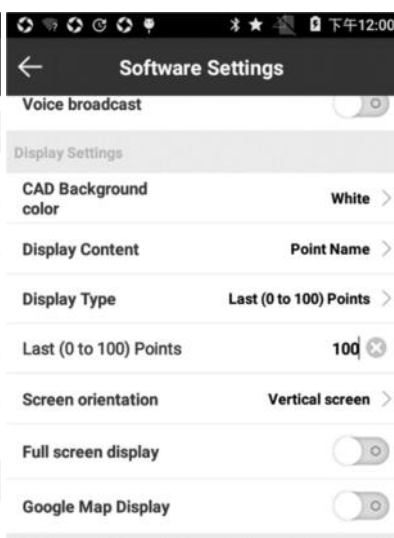 下午12:00
Software Settings
Voice broadcast
Display Settings
CAD Background
color
White
Display Content
Point Name
Display Type
Last (0 to 100) Points
Last (0 to 100) Points
100
Screen orientation
Vertical screen
Full screen display
Google Map Display